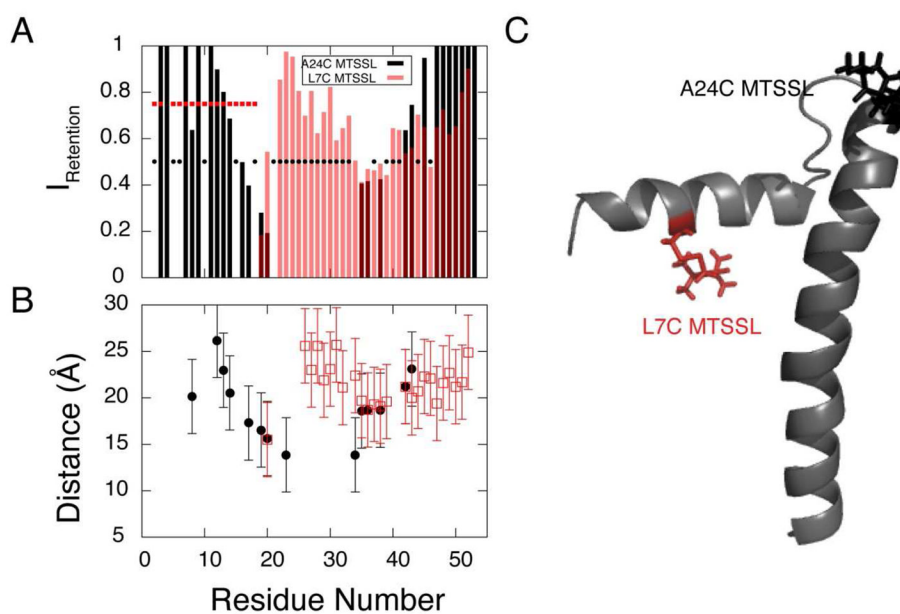 A
C
1
0.8
0.6
0.4
0.2
0
I Retention
A24C MTSSL
L7C MTSSL
A24C MTSSL
L7C MTSSL
B
30
25
20
15
10
5
Distance (Å)
0 10 20 30 40 50
Residue Number